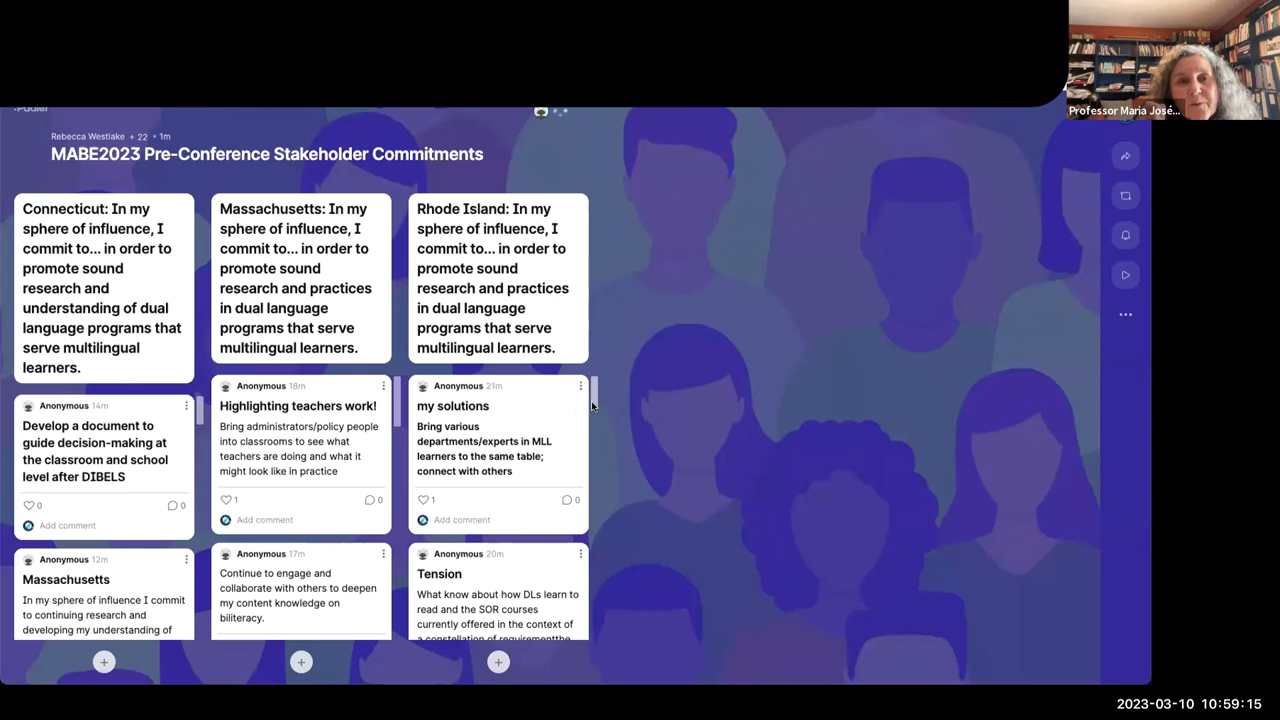 Professor Maria José...
:Padlet
Rebecca Westlake + 22 • 1m
MABE2023 Pre-Conference Stakeholder Commitments
Connecticut: In my
sphere of influence, I
commit to... in order to
promote sound
research and
understanding of dual
language programs that
serve multilingual
learners.
Anonymous 14m
Develop a document to
guide decision-making at
the classroom and school
level after DIBELS
0
0
Add comment
Anonymous 12m
Massachusetts
In my sphere of influence I commit
to continuing research and
developing my understanding of
Massachusetts: In my
sphere of influence, I
commit to... in order to
promote sound
research and practices
in dual language
programs that serve
multilingual learners.
Anonymous 18m
Highlighting teachers work!
Bring administrators/policy people
into classrooms to see what
teachers are doing and what it
might look like in practice
1
0
Add comment
Anonymous 17m
Continue to engage and
collaborate with others to deepen
my content knowledge on
biliteracy.
Rhode Island: In my
sphere of influence, I
commit to... in order to
promote sound
research and practices
in dual language
programs that serve
multilingual learners.
Anonymous 21m
my solutions
Bring various
departments/experts in MLL
learners to the same table;
connect with others
1
0
Add comment
Anonymous 20m
Tension
What know about how DLs learn to
read and the SOR courses
currently offered in the context of
a constellation of requirementthe
2023-03-10 10:59:15